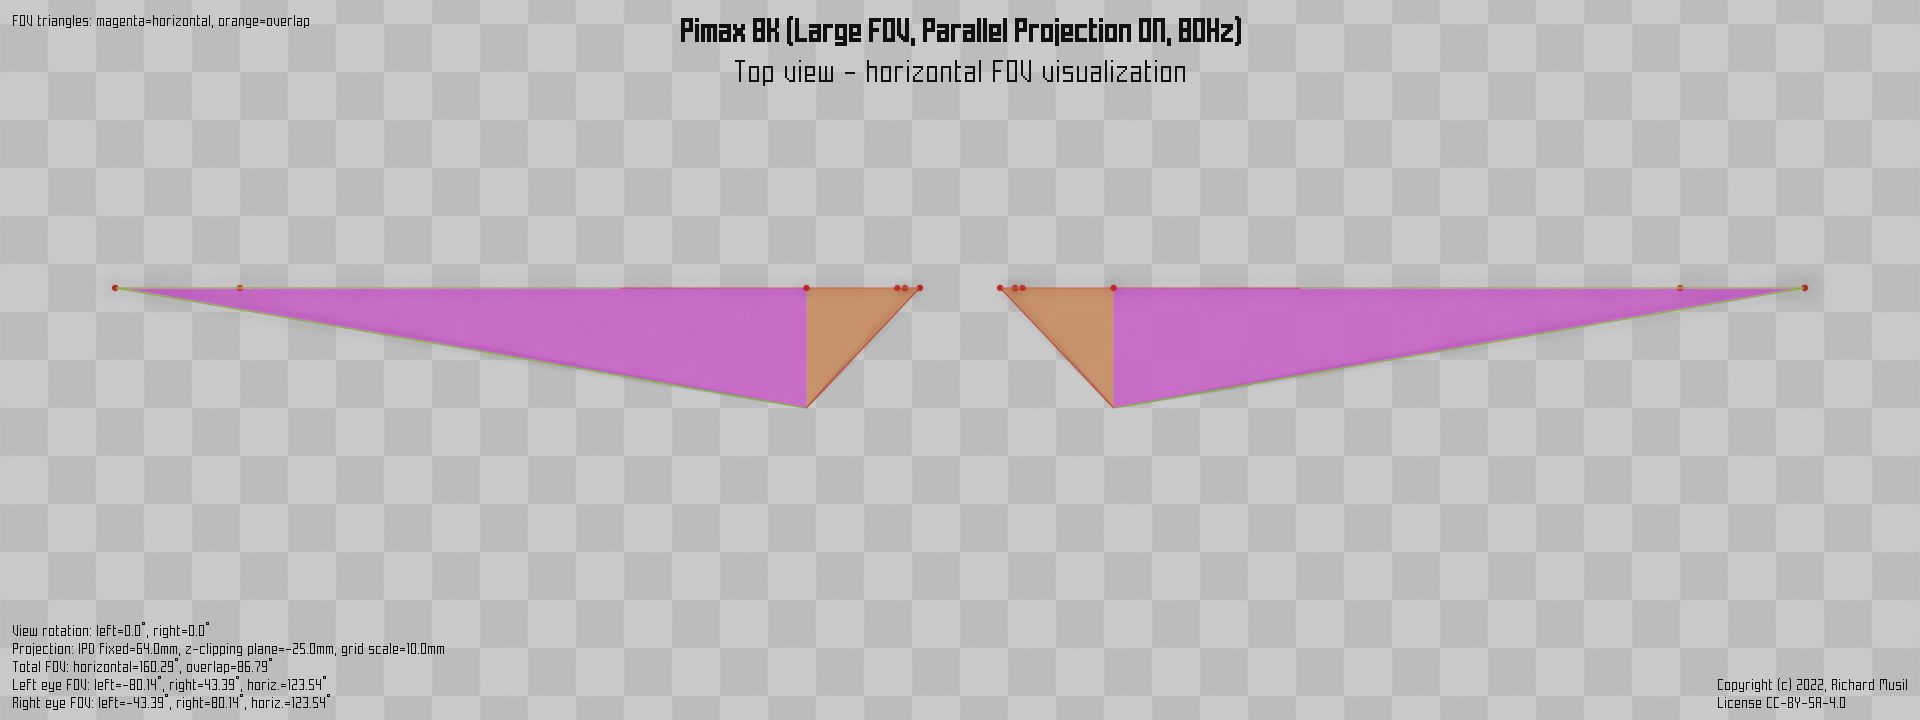 FOV triangles: magenta=horizontal, orange=overlap
Pimax 8K (Large FOV, Parallel Projection ON, 80Hz)
Top view - horizontal FOV visualization
View rotation: left=0.0°, right=0.0°
Projection: IPD fixed=64.0mm, z-clipping plane=-25.0mm, grid scale=10.0mm
Total FOV: horizontal=160.29°, overlap=86.79°
Left eye FOV: left=-80.14°, right=43.39°, horiz.=123.54°
Right eye FOV: left=-43.39°, right=80.14°, horiz.=123.54°
Copyright (c) 2022, Richard Musil
License CC-BY-SA-4.0